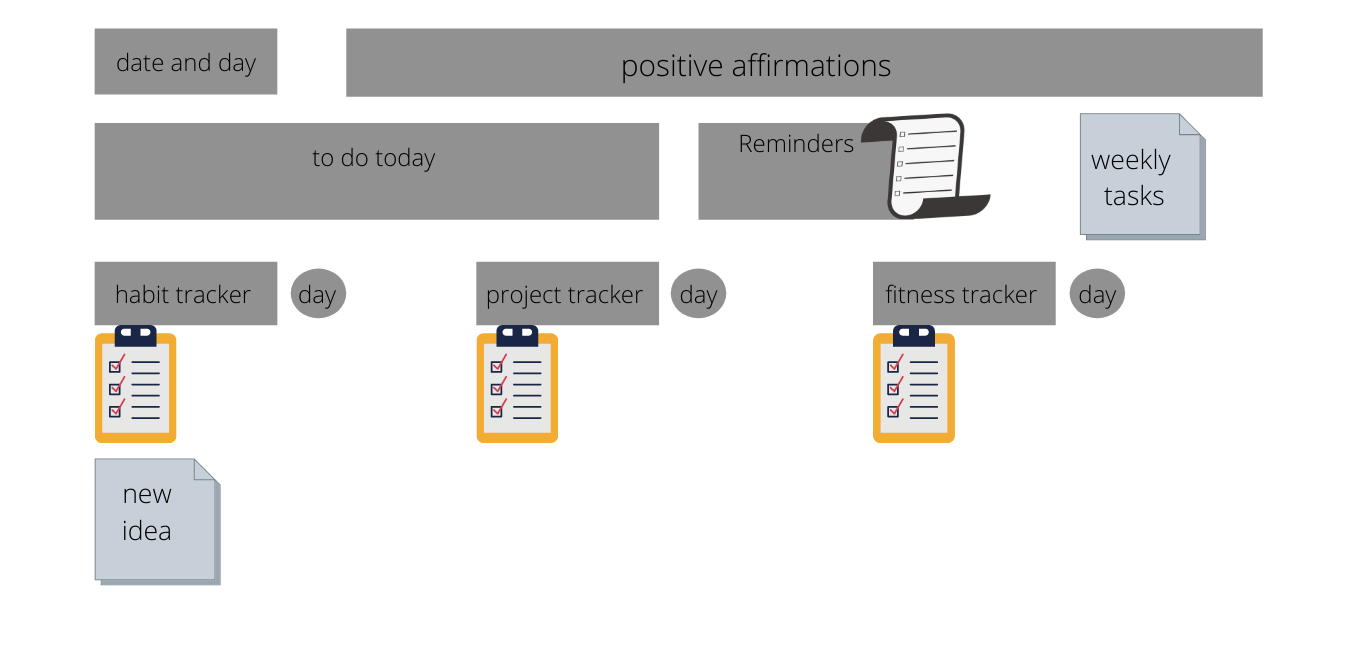 date and day
positive affirmations
to do today
Reminders
weekly
tasks
habit tracker
day
project tracker
day
fitness tracker
day
new
idea